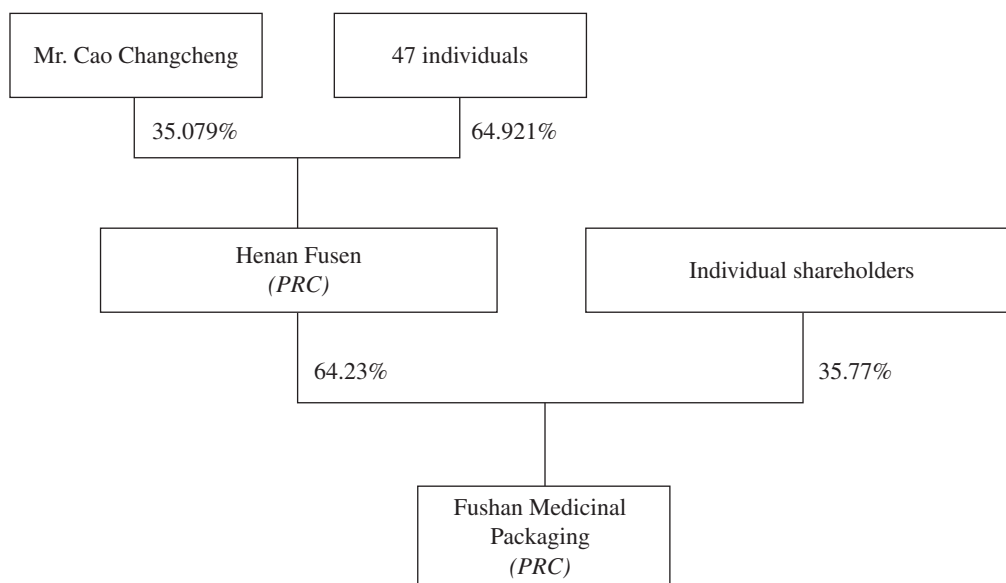 Mr. Cao Changcheng
47 individuals
35.079%
64.921%
Henan Fusen
(PRC)
Individual shareholders
64.23%
35.77%
Fushan Medicinal
Packaging
(PRC)